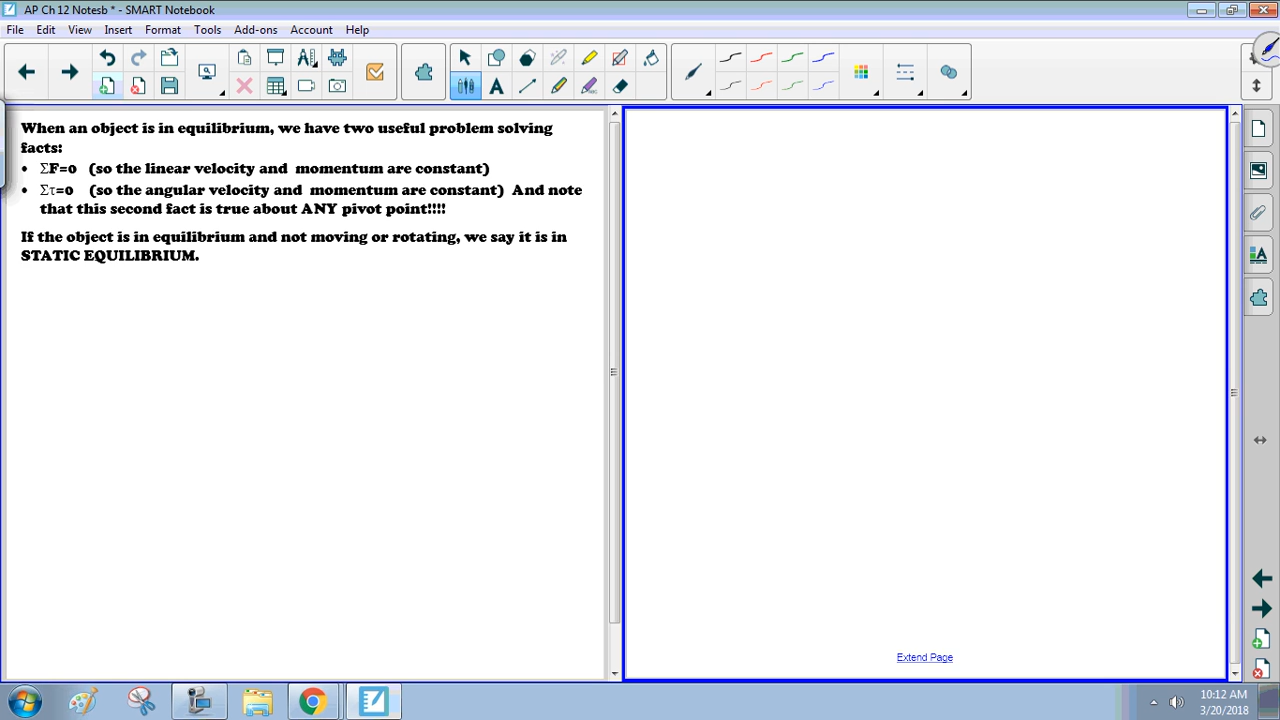 AP Ch 12 Notesb * - SMART Notebook
File Edit View Insert Format Tools Add-ons Account Help
When an object is in equilibrium, we have two useful problem solving
facts:
• ΣF=0 (so the linear velocity and momentum are constant)
• Στ=0 (so the angular velocity and momentum are constant) And note
that this second fact is true about ANY pivot point!!!!
If the object is in equilibrium and not moving or rotating, we say it is in
STATIC EQUILIBRIUM.
Extend Page
10:12 AM
3/20/2018